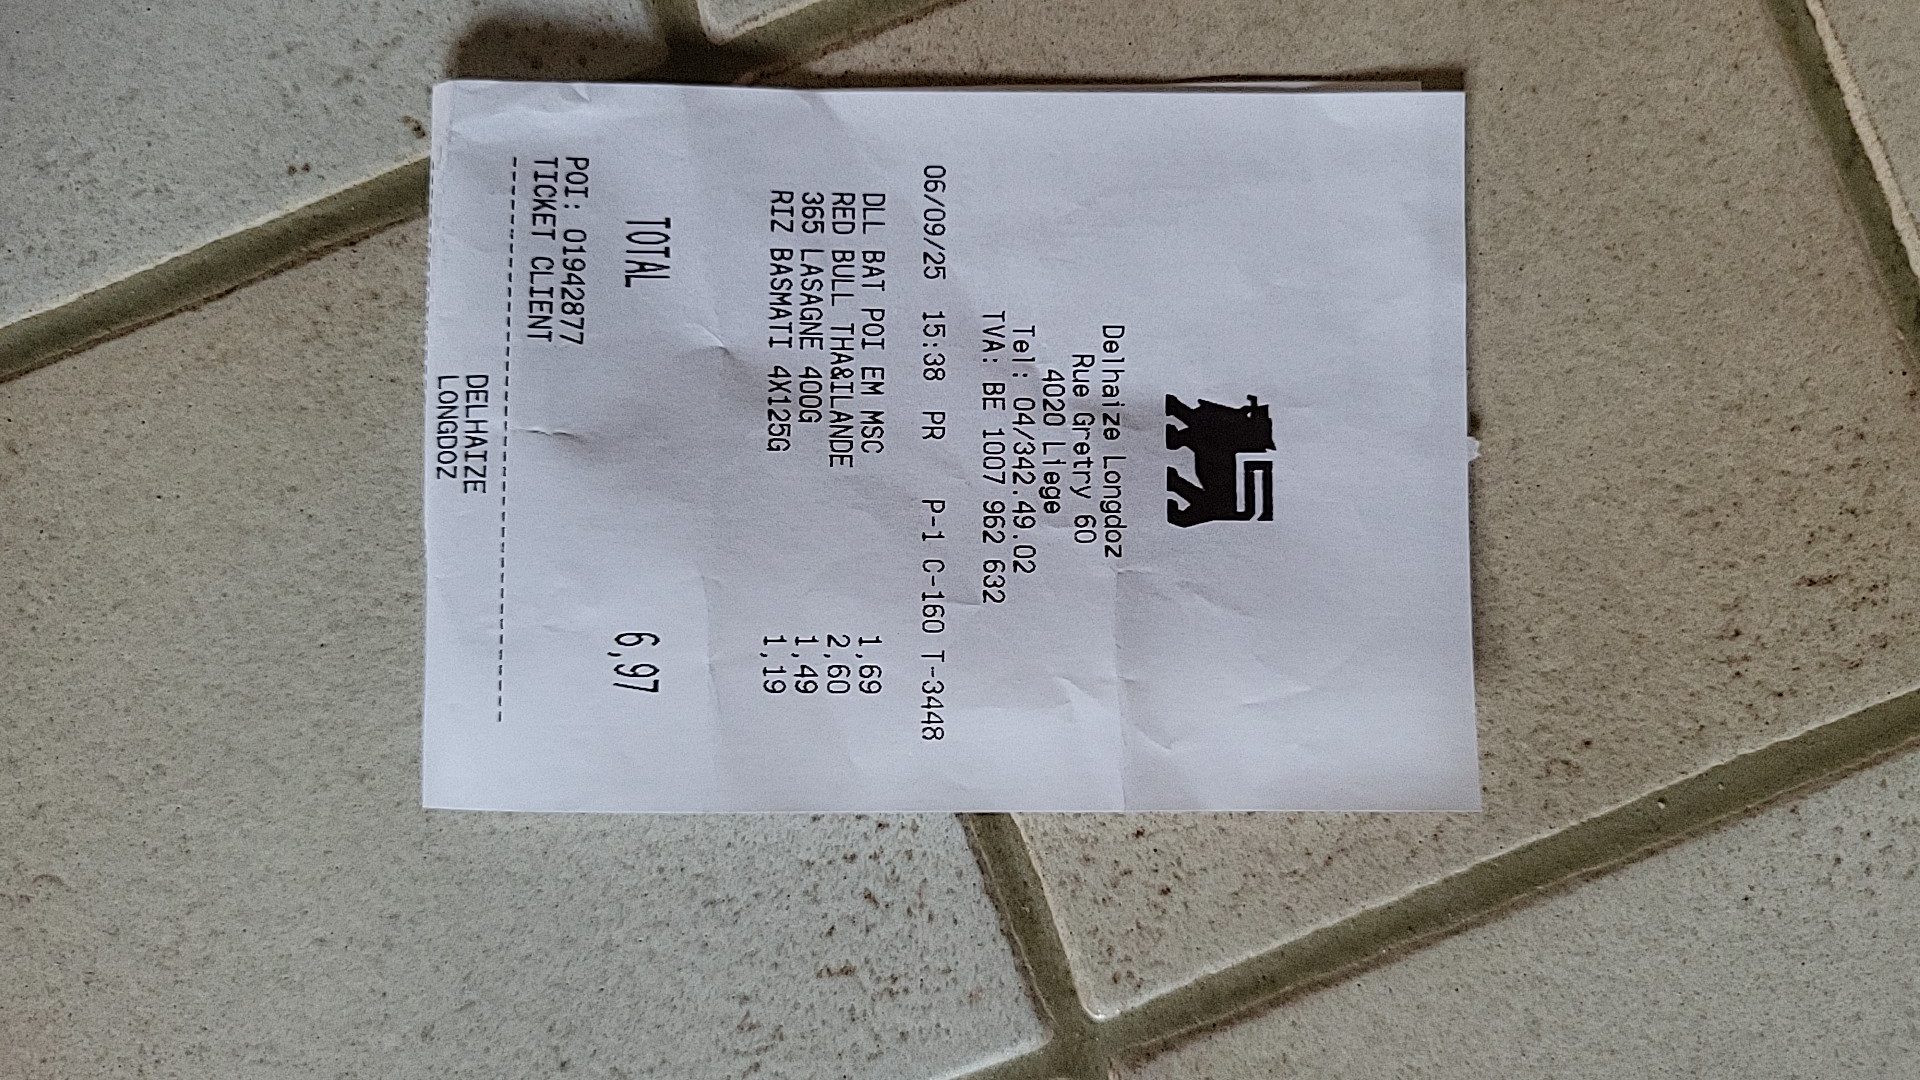 Delhaize Longdoz
Rue Gretry 60
4020 Liege
Tel: 04/342.49.02
TVA: BE 1007 962 632
06/09/25 15:38 PR P-1 C-160 T-3448
DLL BAT POI EM MSC 1,69
RED BULL THA&ILANDE 2,60
365 LASAGNE 400G 1,49
RIZ BASMATI 4X125G 1,19
TOTAL 6,97
POI: 01942877
TICKET CLIENT
--------------------------------------
DELHAIZE
LONGDOZ